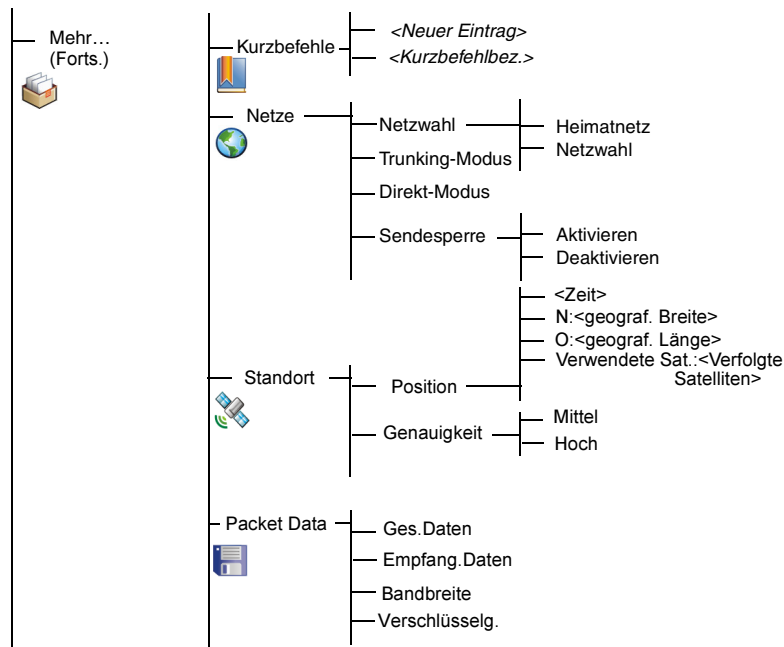 Mehr…
(Forts.)
Kurzbefehle
<Neuer Eintrag>
<Kurzbefehlbez.>
Netze
Netzwahl
Heimatnetz
Netzwahl
Trunking-Modus
Direkt-Modus
Sendesperre
Aktivieren
Deaktivieren
Standort
Position
<Zeit>
N:<geograf. Breite>
O:<geograf. Länge>
Verwendete Sat.:<Verfolgte
Satelliten>
Genauigkeit
Mittel
Hoch
Packet Data
Ges.Daten
Empfang.Daten
Bandbreite
Verschlüsselg.